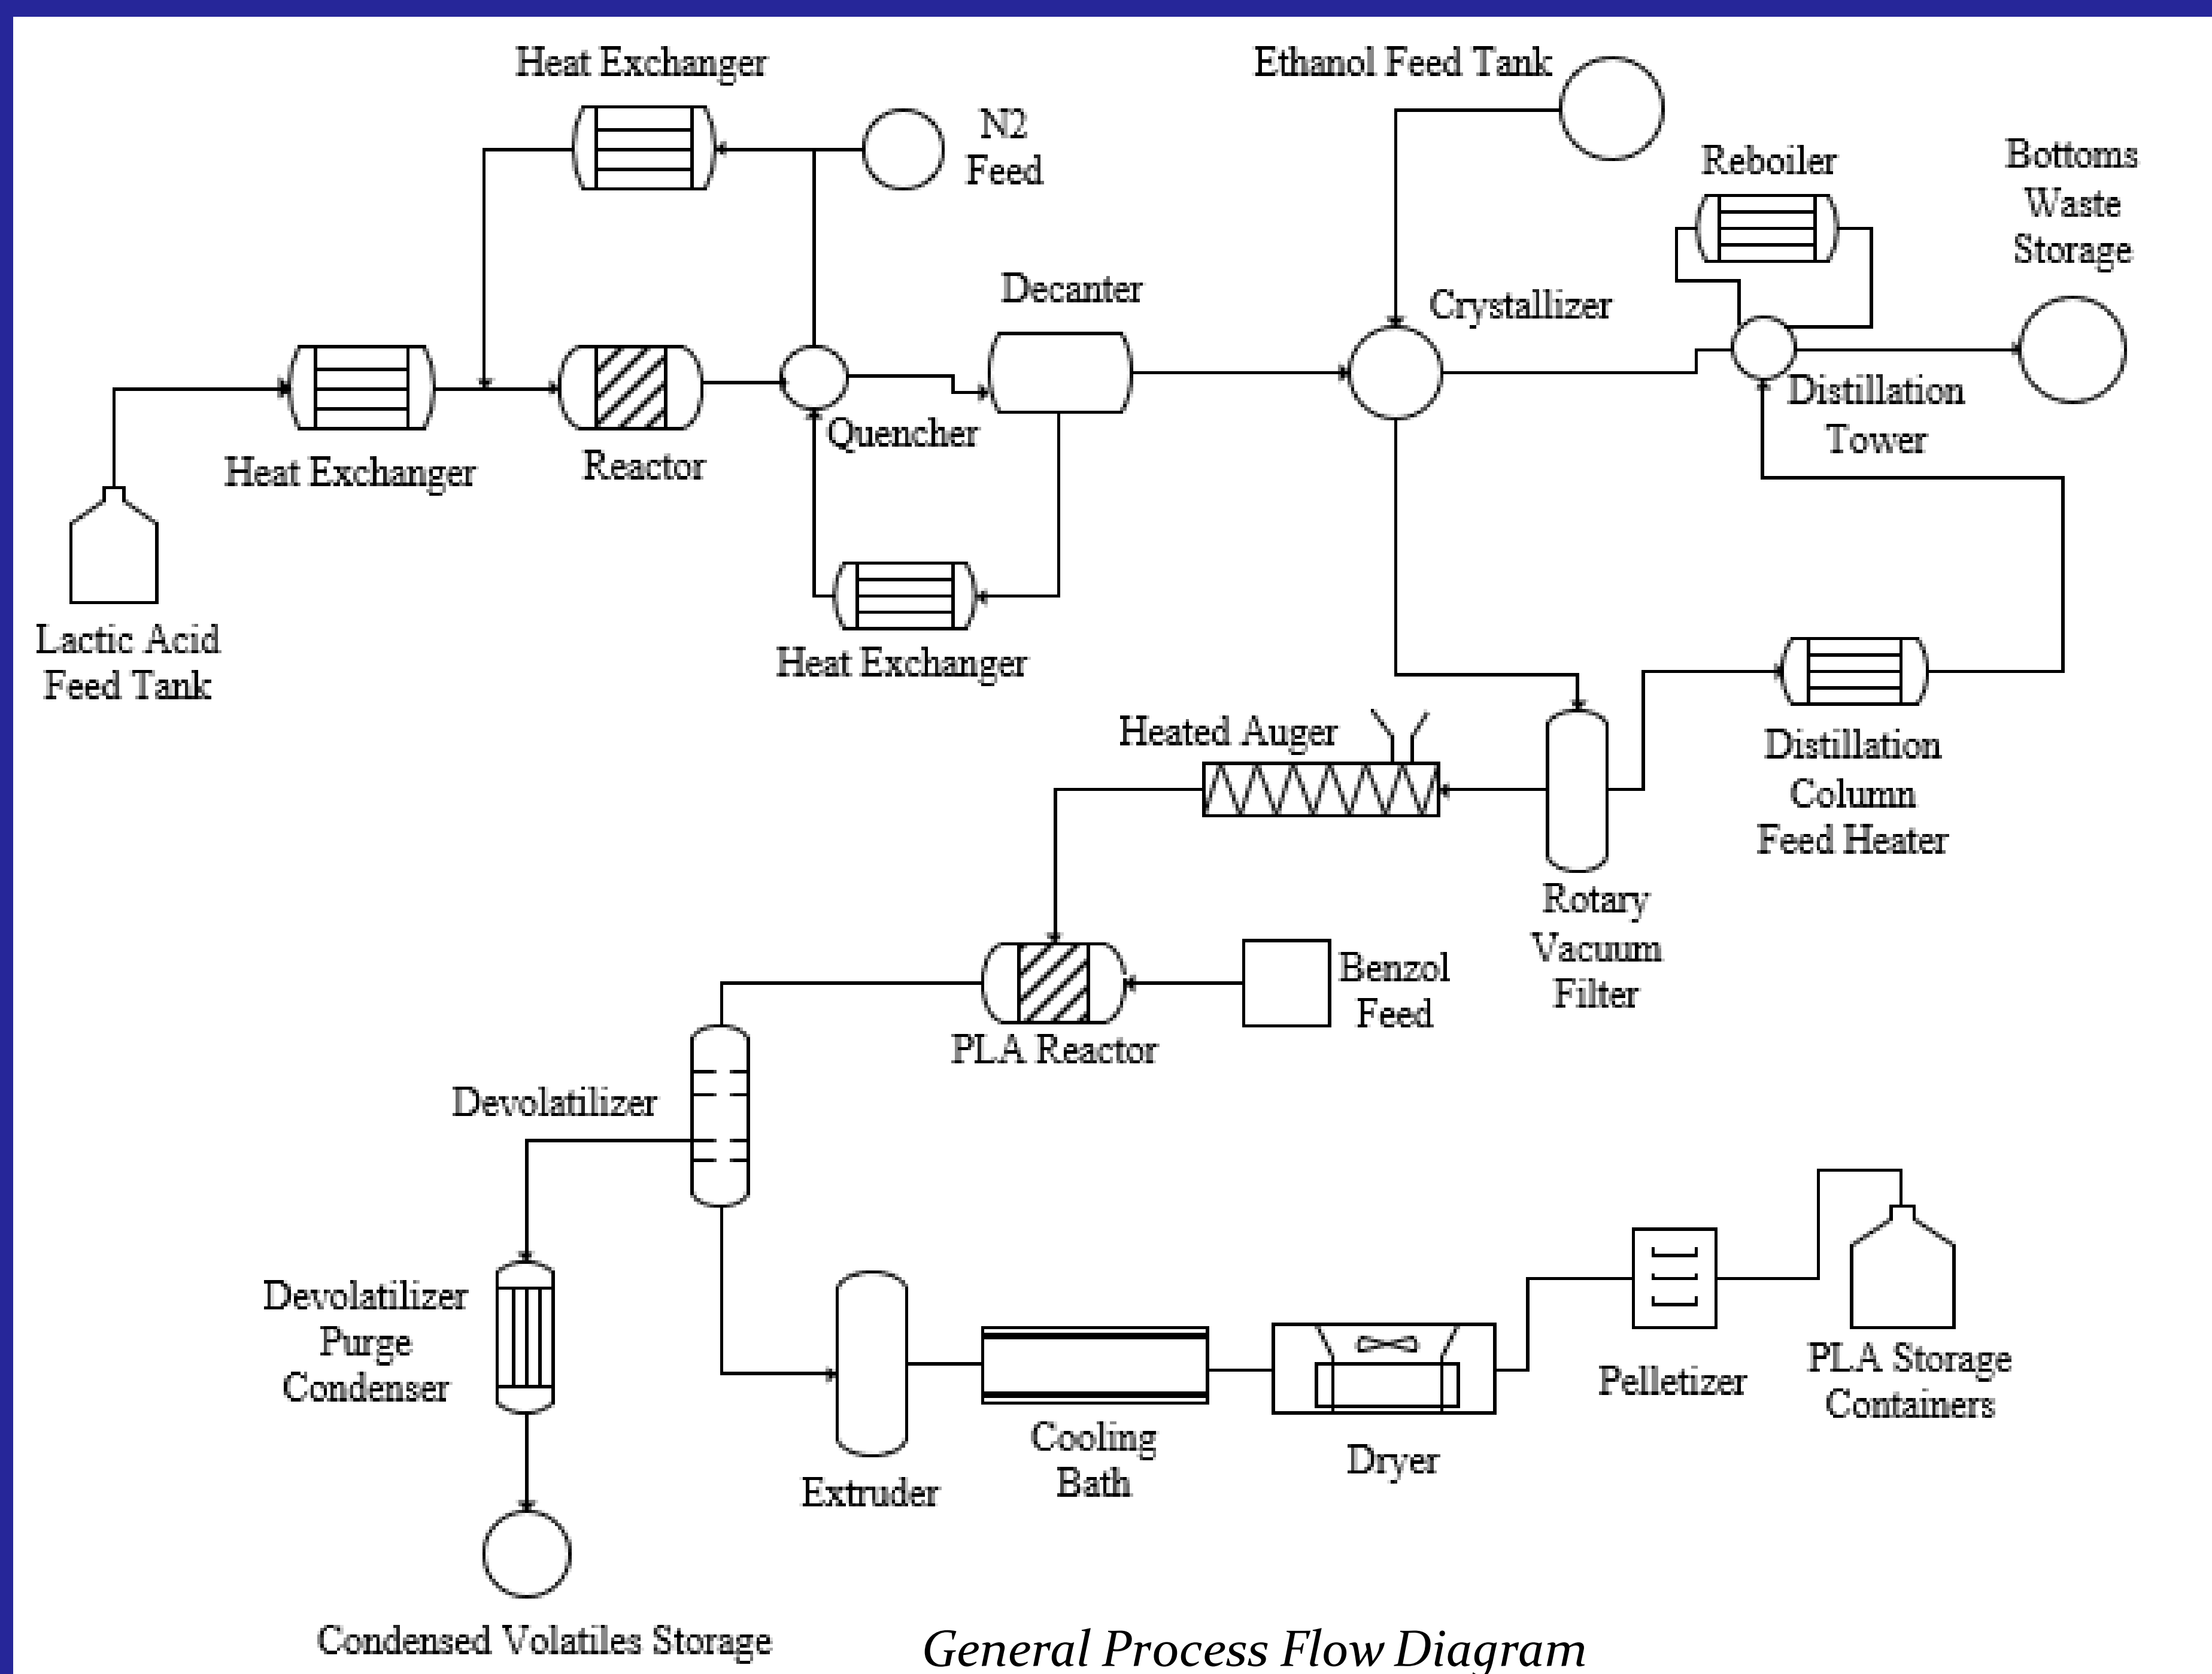 Heat Exchanger
N2
Feed
Ethanol Feed Tank
Reboiler
Bottoms
Waste
Storage
Decanter
Crystallizer
Heat Exchanger
Reactor
Quencher
Distillation
Tower
Lactic Acid
Feed Tank
Heat Exchanger
Heated Auger
Distillation
Column
Feed Heater
Rotary
Vacuum
Filter
Benzol
Feed
PLA Reactor
Devolatilizer
Devolatilizer
Purge
Condenser
Extruder
Cooling
Bath
Dryer
Pelletizer
PLA Storage
Containers
Condensed Volatiles Storage
General Process Flow Diagram